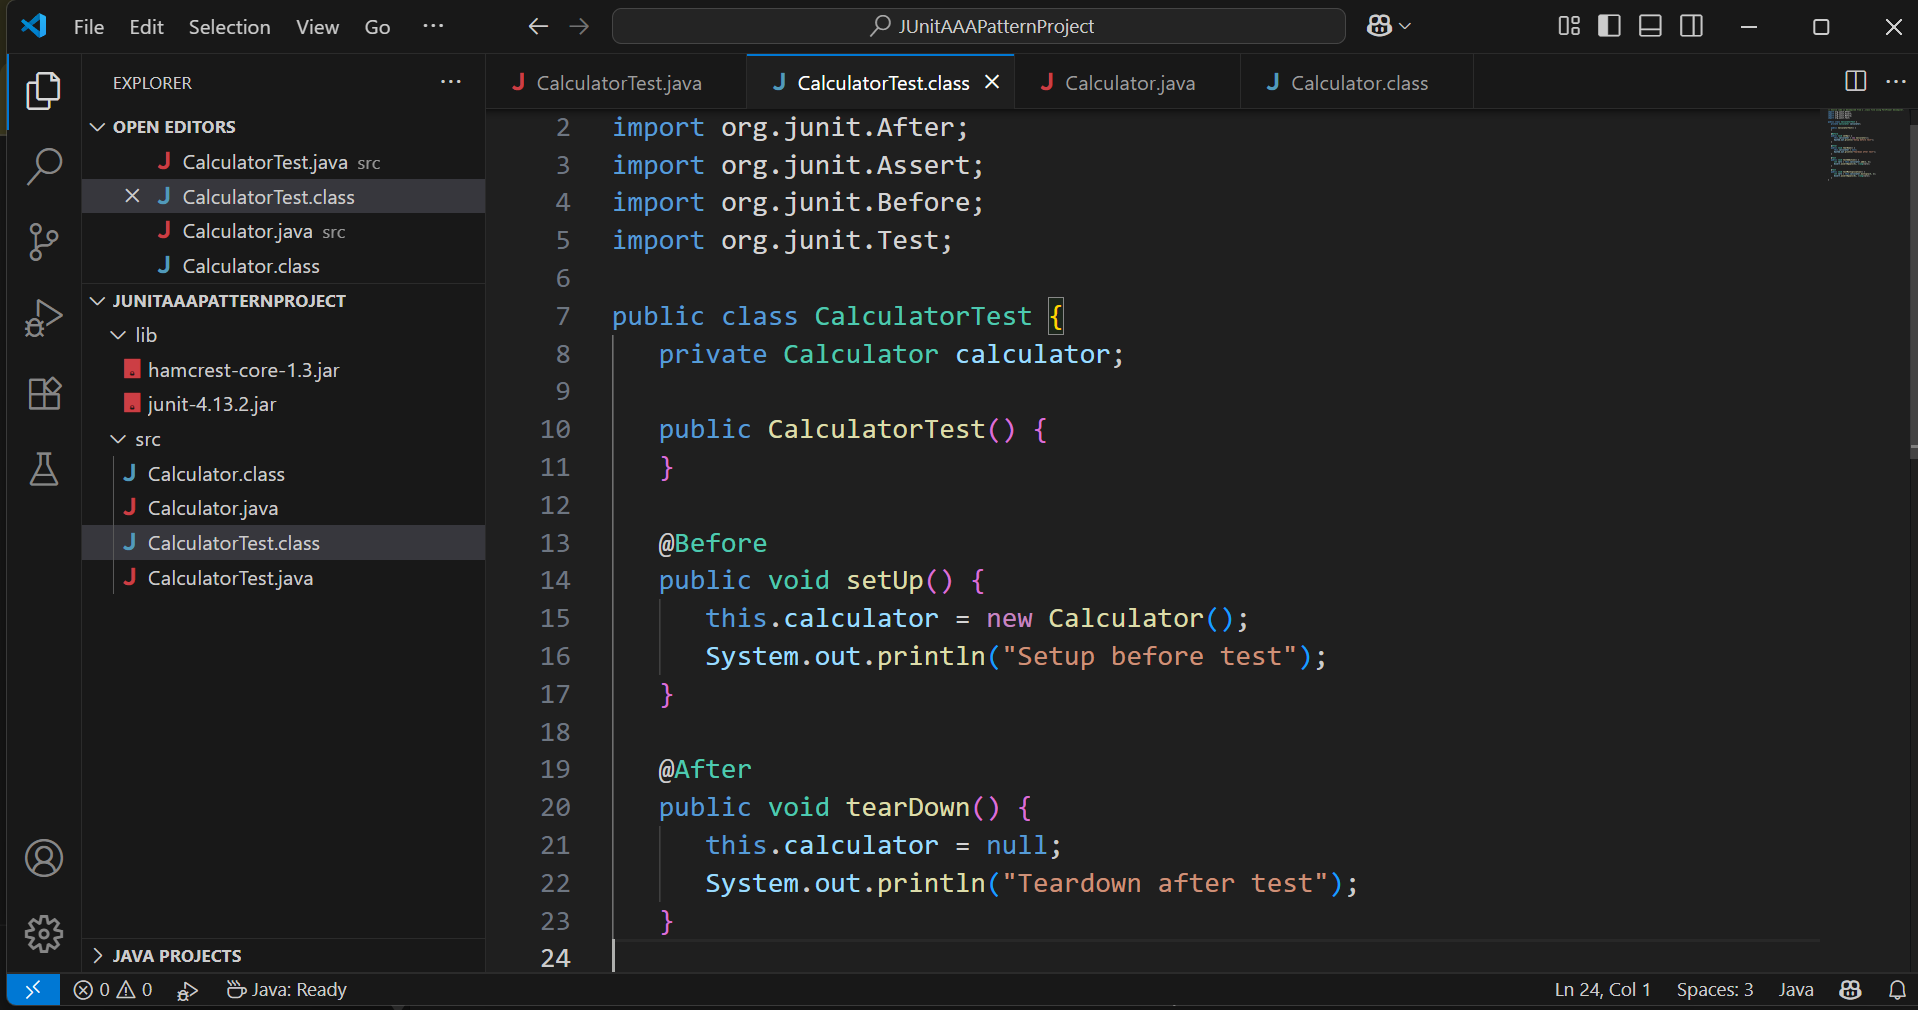 File Edit Selection View Go ···
JUnitAAAPatternProject
EXPLORER ···
OPEN EDITORS
CalculatorTest.java src
CalculatorTest.class
Calculator.java src
Calculator.class
JUNITAAAPATTERNPROJECT
lib
hamcrest-core-1.3.jar
junit-4.13.2.jar
src
Calculator.class
Calculator.java
CalculatorTest.class
CalculatorTest.java
JAVA PROJECTS
CalculatorTest.java CalculatorTest.class Calculator.java Calculator.class ···
2 import org.junit.After;
3 import org.junit.Assert;
4 import org.junit.Before;
5 import org.junit.Test;
6
7 public class CalculatorTest {
8 private Calculator calculator;
9
10 public CalculatorTest() {
11 }
12
13 @Before
14 public void setUp() {
15 this.calculator = new Calculator();
16 System.out.println("Setup before test");
17 }
18
19 @After
20 public void tearDown() {
21 this.calculator = null;
22 System.out.println("Teardown after test");
23 }
24
0 0 Java: Ready Ln 24, Col 1 Spaces: 3 Java